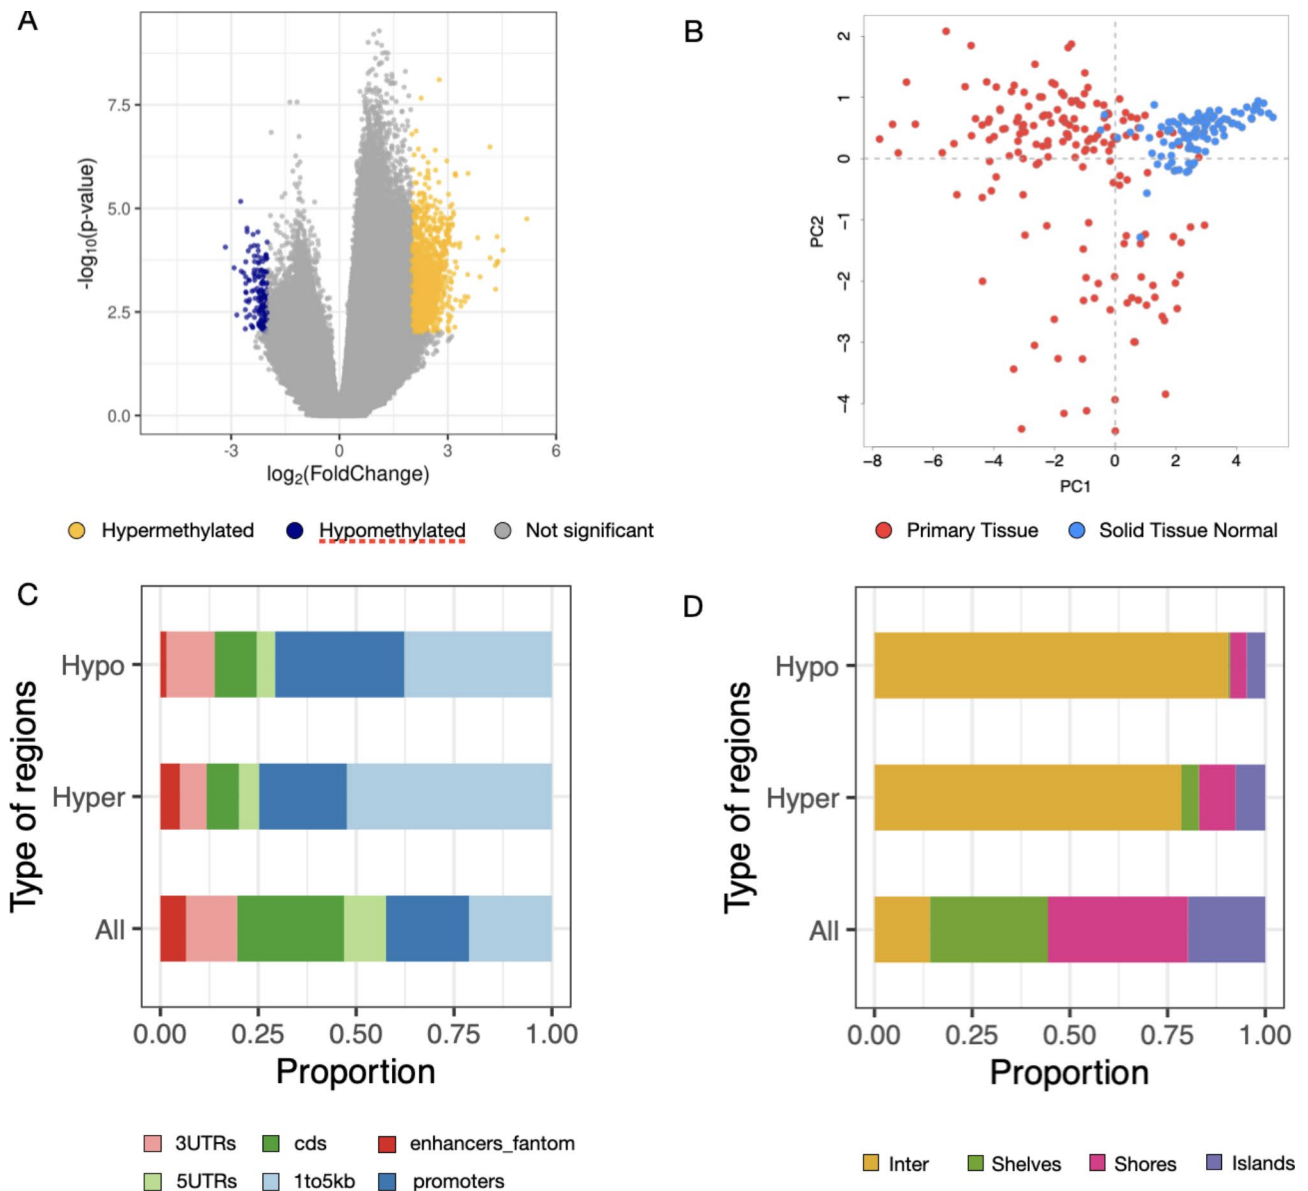 A
B
7.5
5.0
2.5
0.0
-log10(p-value)
-3
0
3
6
log2(FoldChange)
2
1
0
−1
−2
−3
−4
PC2
−8
−6
−4
−2
0
2
4
PC1
Hypermethylated
Hypomethylated
Not significant
Primary Tissue
Solid Tissue Normal
C
D
Type of regions
Hypo
Hyper
All
0.00
0.25
0.50
0.75
1.00
Proportion
Type of regions
Hypo
Hyper
All
0.00
0.25
0.50
0.75
1.00
Proportion
3UTRs
cds
enhancers_fantom
5UTRs
1to5kb
promoters
Inter
Shelves
Shores
Islands